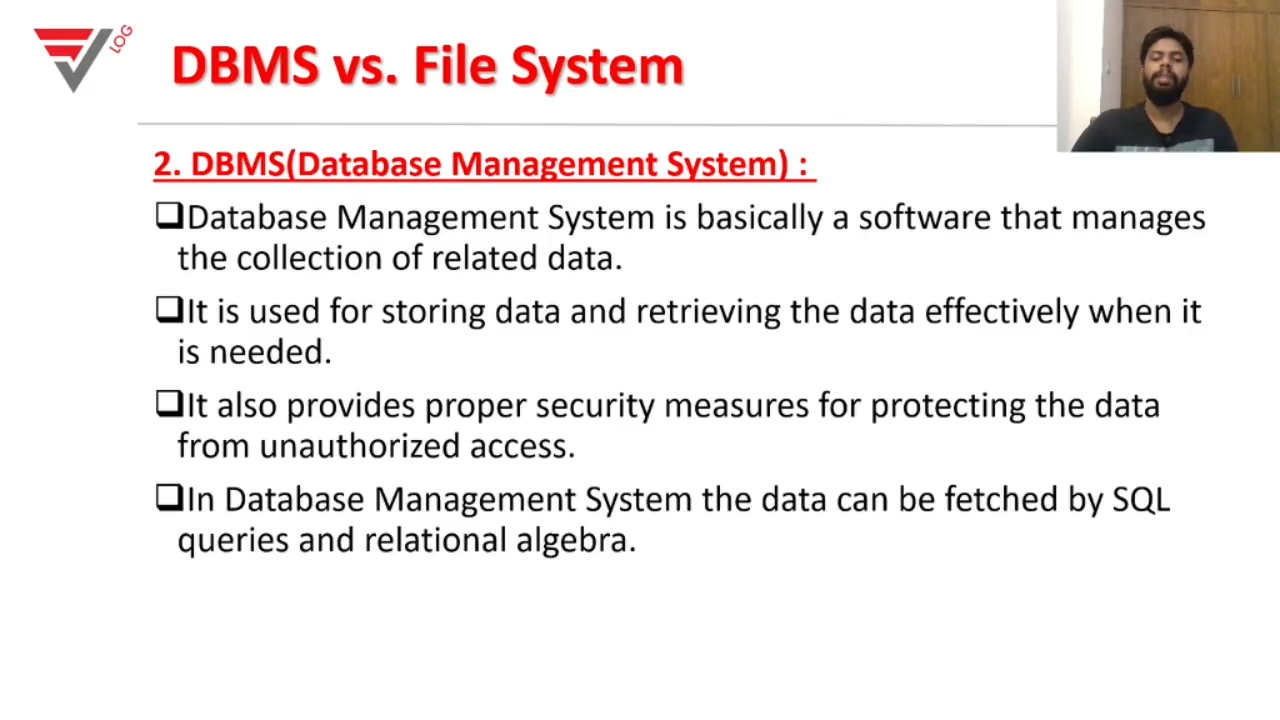 LOG
DBMS vs. File System
2. DBMS(Database Management System) :
❑Database Management System is basically a software that manages
the collection of related data.
❑It is used for storing data and retrieving the data effectively when it
is needed.
❑It also provides proper security measures for protecting the data
from unauthorized access.
❑In Database Management System the data can be fetched by SQL
queries and relational algebra.